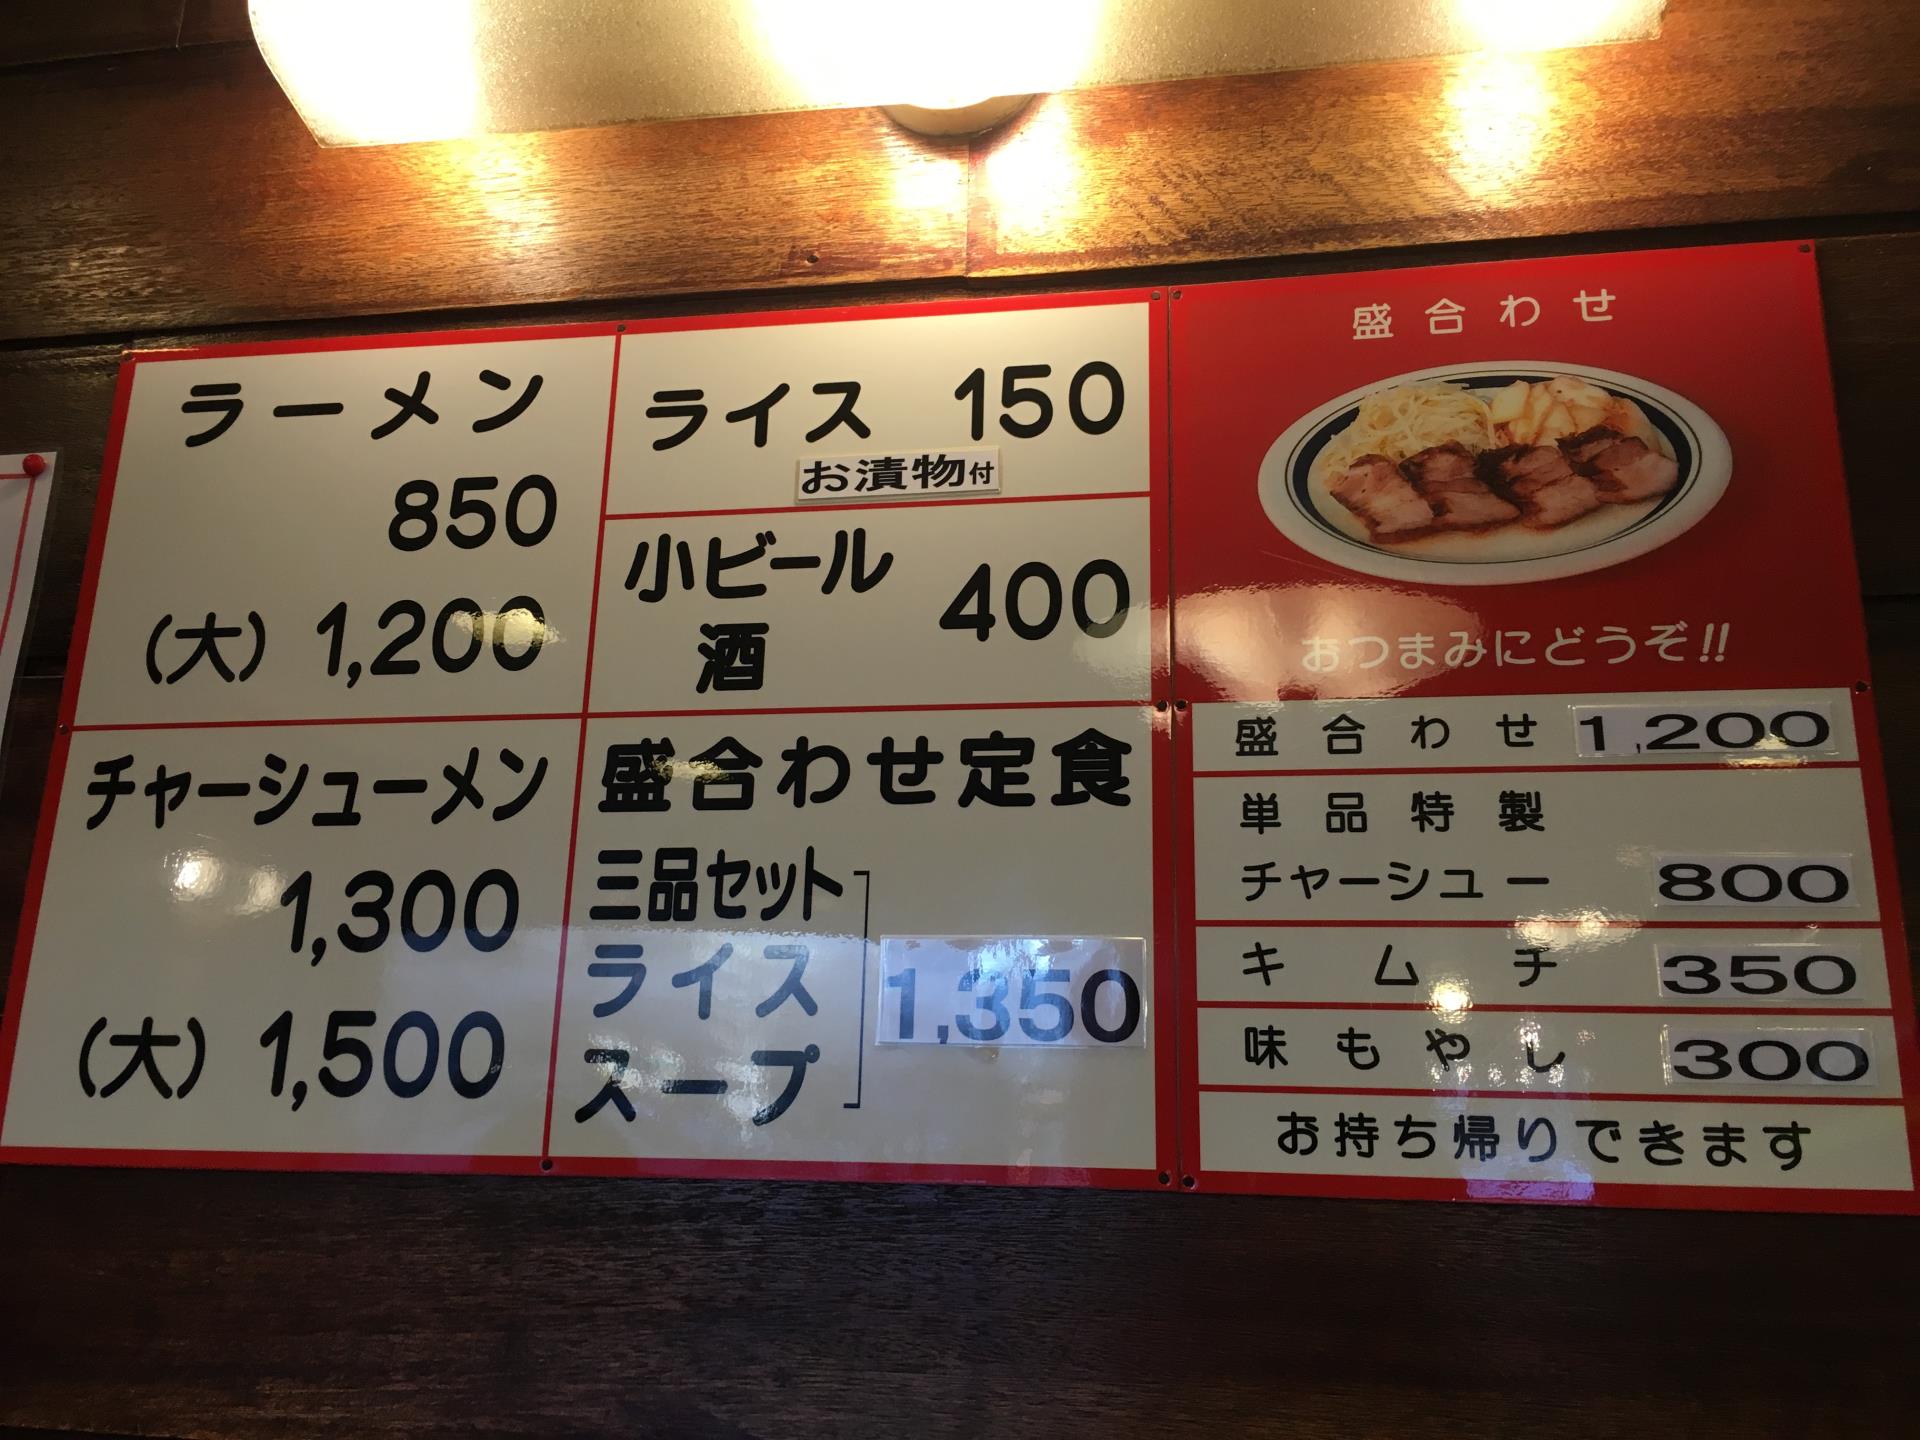 ラーメン
850
(大) 1,200
チャーシューメン
1,300
(大) 1,500
ライス 150
お漬物付
小ビール 400
酒
盛合わせ定食
三品セット
ライス 1,350
スープ
盛合わせ
おつまみにどうぞ!!
盛合わせ 1,200
単品特製
チャーシュー 800
キムチ 350
味もやし 300
お持ち帰りできます